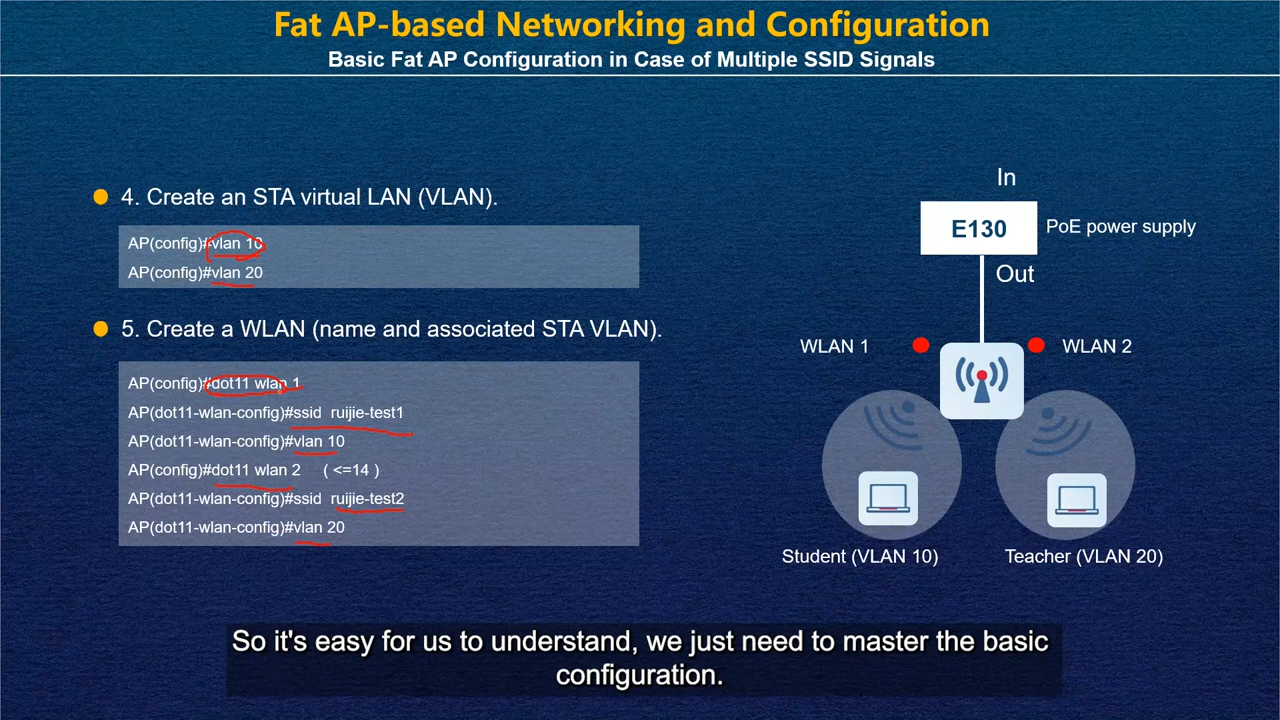 Fat AP-based Networking and Configuration
Basic Fat AP Configuration in Case of Multiple SSID Signals
4. Create an STA virtual LAN (VLAN).
AP(config)#vlan 10
AP(config)#vlan 20
5. Create a WLAN (name and associated STA VLAN).
AP(config)#dot11 wlan 1
AP(dot11-wlan-config)#ssid ruijie-test1
AP(dot11-wlan-config)#vlan 10
AP(config)#dot11 wlan 2 ( <=14 )
AP(dot11-wlan-config)#ssid ruijie-test2
AP(dot11-wlan-config)#vlan 20
In
E130
PoE power supply
Out
WLAN 1
WLAN 2
Student (VLAN 10)
Teacher (VLAN 20)
So it's easy for us to understand, we just need to master the basic
configuration.